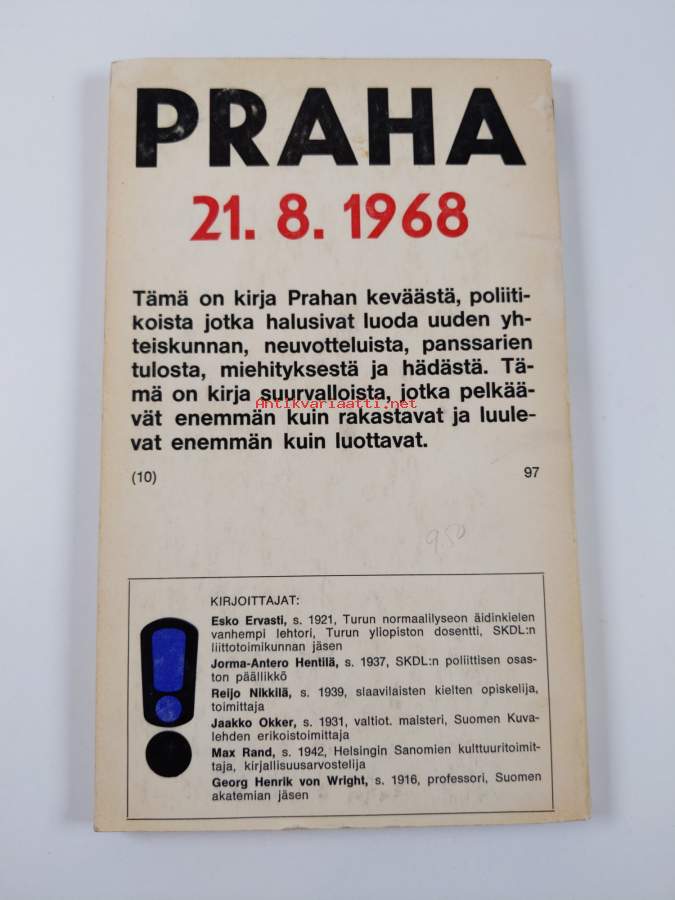 PRAHA
21. 8. 1968
Tämä on kirja Prahan keväästä, poliiti-
koista jotka halusivat luoda uuden yh-
teiskunnan, neuvotteluista, panssarien
tulosta, miehityksestä ja hädästä. Tä-
mä on kirja suurvalloista, jotka pelkää-
Antikvariaatti.net
vät enemmän kuin rakastavat ja luule-
vat enemmän kuin luottavat.
(10) 97
950
KIRJOITTAJAT:
Esko Ervasti, s. 1921, Turun normaalilyseon äidinkielen
vanhempi lehtori, Turun yliopiston dosentti, SKDL:n
liittotoimikunnan jäsen
Jorma-Antero Hentilä, s. 1937, SKDL:n poliittisen osas-
ton päällikkö
Reijo Nikkilä, s. 1939, slaavilaisten kielten opiskelija,
toimittaja
Jaakko Okker, s. 1931, valtiot. maisteri, Suomen Kuva-
lehden erikoistoimittaja
Max Rand, s. 1942, Helsingin Sanomien kulttuuritoimit-
taja, kirjallisuusarvostelija
Georg Henrik von Wright, s. 1916, professori, Suomen
akatemian jäsen